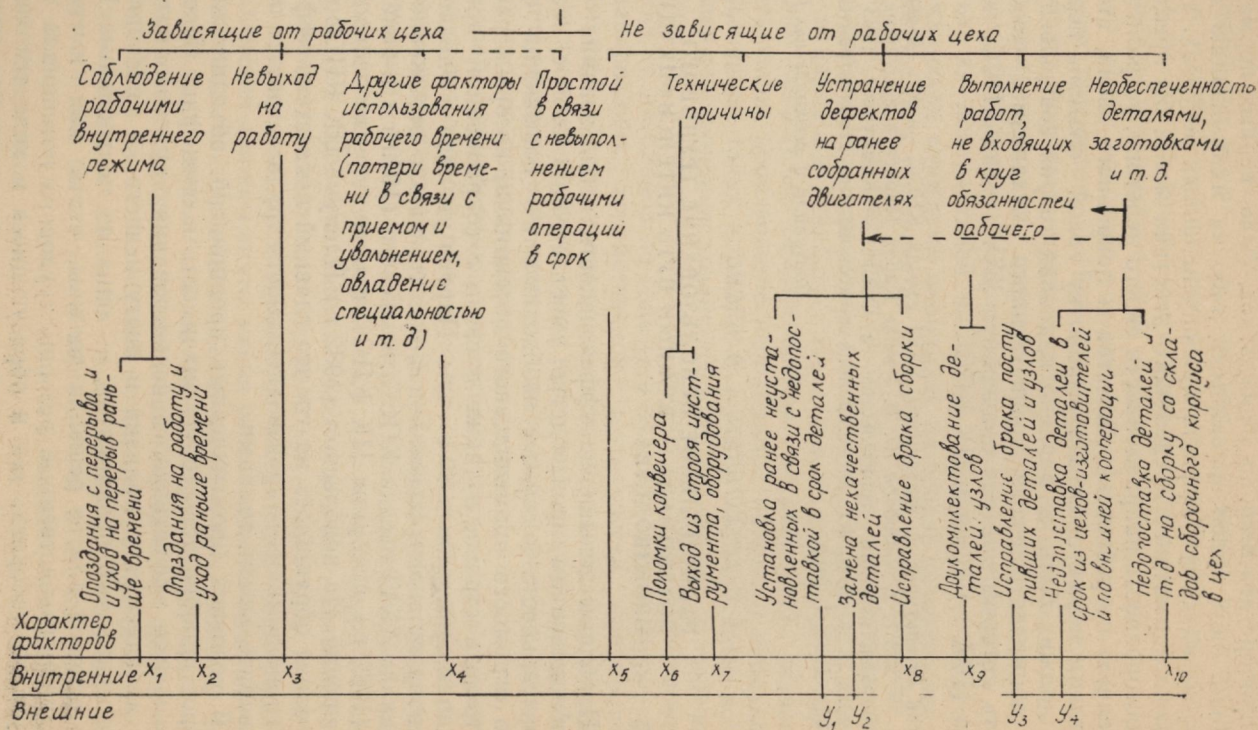 Зависящие от рабочих цеха
Не зависящие от рабочих цеха
Соблюдение
рабочими
внутреннего
режима
Невыход
на
работу
Другие факторы
использования
рабочего времени
(потери време-
ни в связи с
приемом и
увольнением,
овладение
специальностью
и т. д)
Простой
в связи
с невыпол-
нением
рабочими
операций
в срок
Технические
причины
Устранение
дефектов
на ранее
собранных
двигателях
Выполнение
работ,
не входящих
в круг
обязанностей
рабочего
Необеспеченность
деталями,
заготовками
и т. д.
Опоздания с перерыва и
уход на перерыв рань-
ше времени
Опоздания на работу и
уход раньше времени
Поломки конвейера
Выход из строя инст-
румента, оборудования
Установка ранее неуста-
новленных в связи с недопос-
тавкой в срок деталей
Замена некачественных
деталей
Исправление брака сборки
Доукомплектование де-
талей. узлов
Исправление брака посту
пивших деталей и узлов
Недопоставка деталей в
срок из цехов-изготовителей
и по внешней кооперации
Недопоставка деталей и
т.д на сборку со скла-
дов сборочного корпуса
в цех
Характер
факторов
Внутренние x₁ x₂ x₃ x₄ x₅ x₆ x₇ x₈ x₉ x₁₀
Внешние y₁ y₂ y₃ y₄